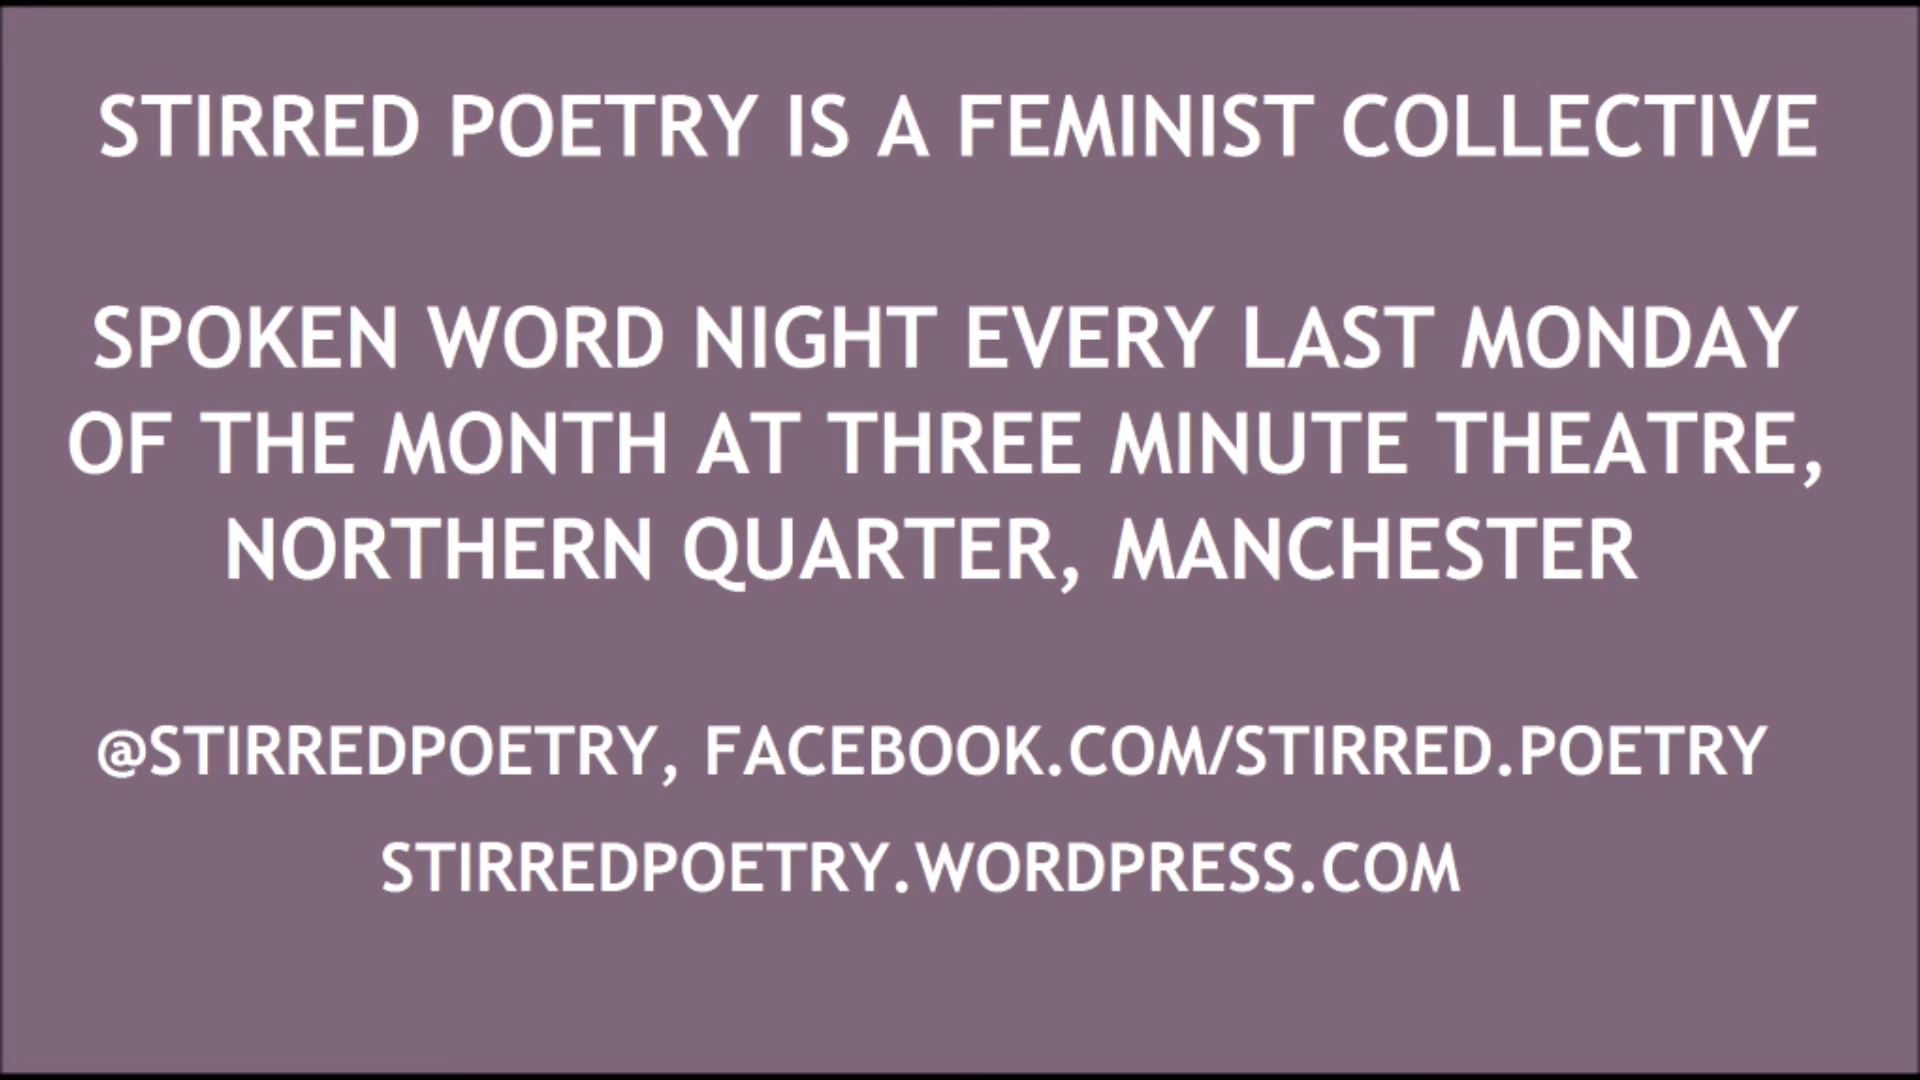 STIRRED POETRY IS A FEMINIST COLLECTIVE
SPOKEN WORD NIGHT EVERY LAST MONDAY
OF THE MONTH AT THREE MINUTE THEATRE,
NORTHERN QUARTER, MANCHESTER
@STIRREDPOETRY, FACEBOOK.COM/STIRRED.POETRY
STIRREDPOETRY.WORDPRESS.COM